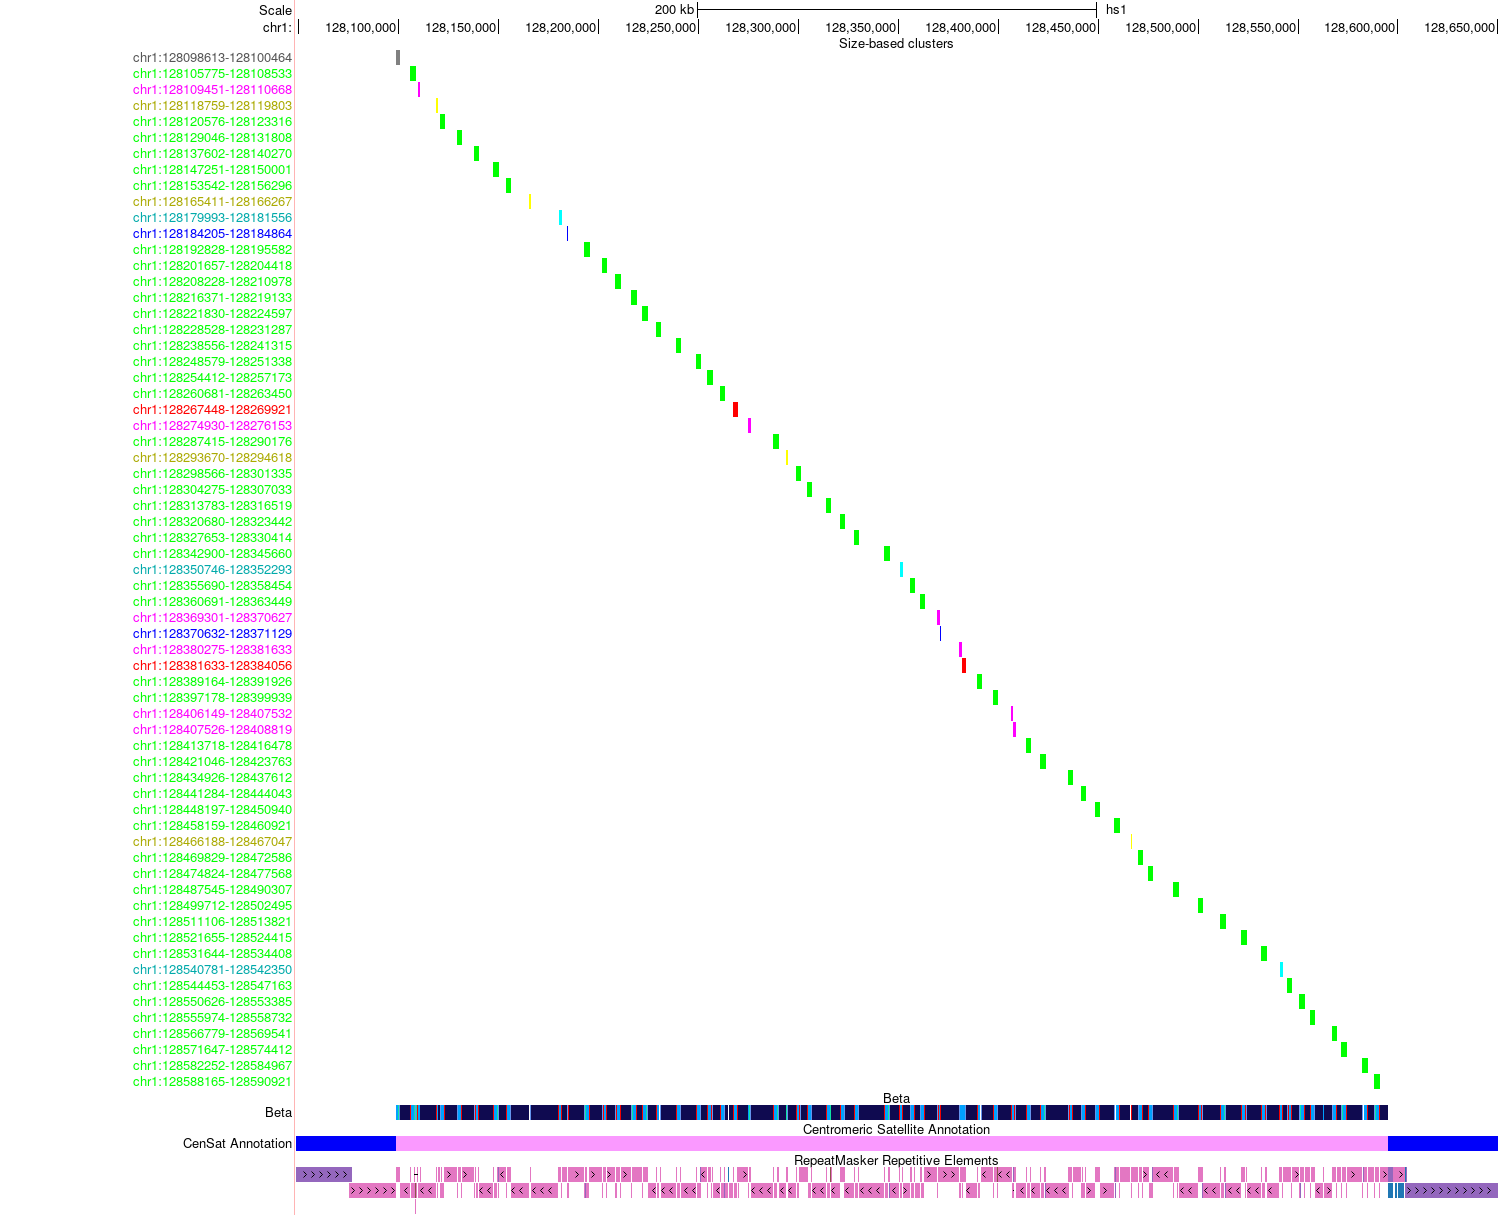 Scale 200 kb hs1
chr1: 128,100,000 128,150,000 128,200,000 128,250,000 128,300,000 128,350,000 128,400,000 128,450,000 128,500,000 128,550,000 128,600,000 128,650,000
Size-based clusters
chr1:128098613-128100464
chr1:128105775-128108533
chr1:128109451-128110668
chr1:128118759-128119803
chr1:128120576-128123316
chr1:128129046-128131808
chr1:128137602-128140270
chr1:128147251-128150001
chr1:128153542-128156296
chr1:128165411-128166267
chr1:128179993-128181556
chr1:128184205-128184864
chr1:128192828-128195582
chr1:128201657-128204418
chr1:128208228-128210978
chr1:128216371-128219133
chr1:128221830-128224597
chr1:128228528-128231287
chr1:128238556-128241315
chr1:128248579-128251338
chr1:128254412-128257173
chr1:128260681-128263450
chr1:128267448-128269921
chr1:128274930-128276153
chr1:128287415-128290176
chr1:128293670-128294618
chr1:128298566-128301335
chr1:128304275-128307033
chr1:128313783-128316519
chr1:128320680-128323442
chr1:128327653-128330414
chr1:128342900-128345660
chr1:128350746-128352293
chr1:128355690-128358454
chr1:128360691-128363449
chr1:128369301-128370627
chr1:128370632-128371129
chr1:128380275-128381633
chr1:128381633-128384056
chr1:128389164-128391926
chr1:128397178-128399939
chr1:128406149-128407532
chr1:128407526-128408819
chr1:128413718-128416478
chr1:128421046-128423763
chr1:128434926-128437612
chr1:128441284-128444043
chr1:128448197-128450940
chr1:128458159-128460921
chr1:128466188-128467047
chr1:128469829-128472586
chr1:128474824-128477568
chr1:128487545-128490307
chr1:128499712-128502495
chr1:128511106-128513821
chr1:128521655-128524415
chr1:128531644-128534408
chr1:128540781-128542350
chr1:128544453-128547163
chr1:128550626-128553385
chr1:128555974-128558732
chr1:128566779-128569541
chr1:128571647-128574412
chr1:128582252-128584967
chr1:128588165-128590921
Beta
Beta
Centromeric Satellite Annotation
CenSat Annotation
RepeatMasker Repetitive Elements